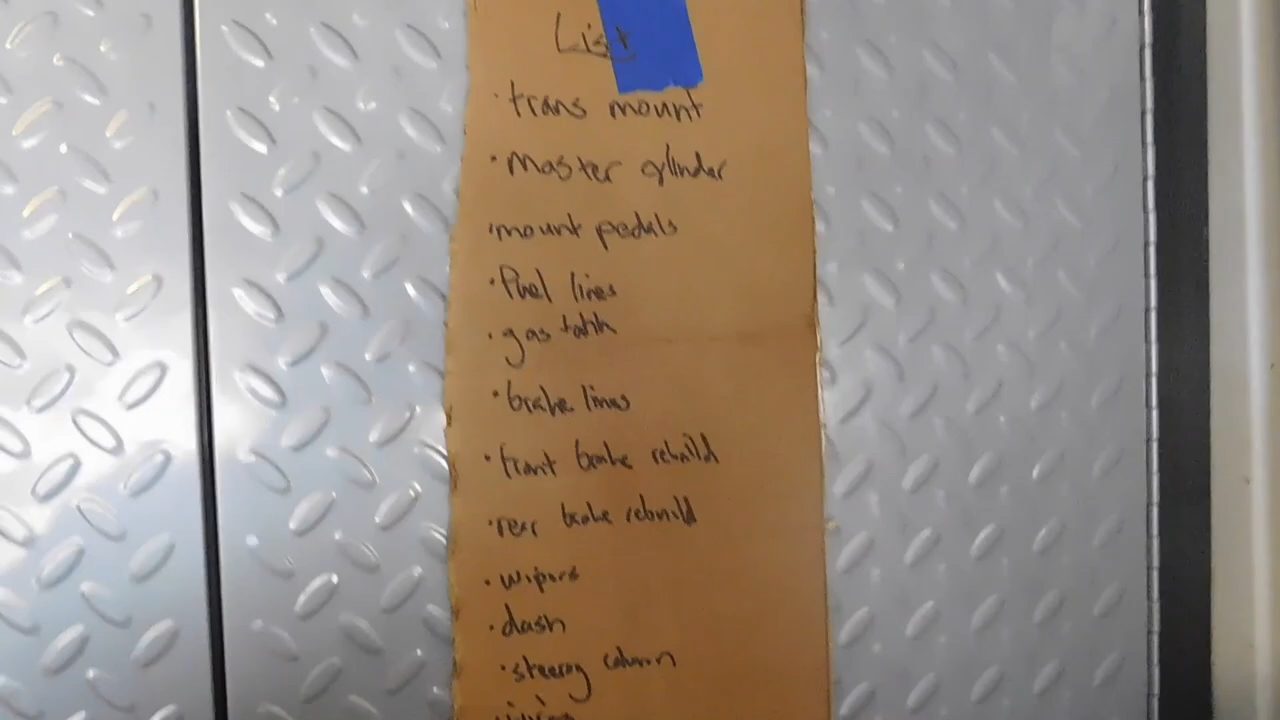 List
· trans mount
· Master cylinder
· mount pedals
· Fuel lines
· gas tank
· brake lines
· front brake rebuild
· rear brake rebuild
· wipers
· dash
· steering column